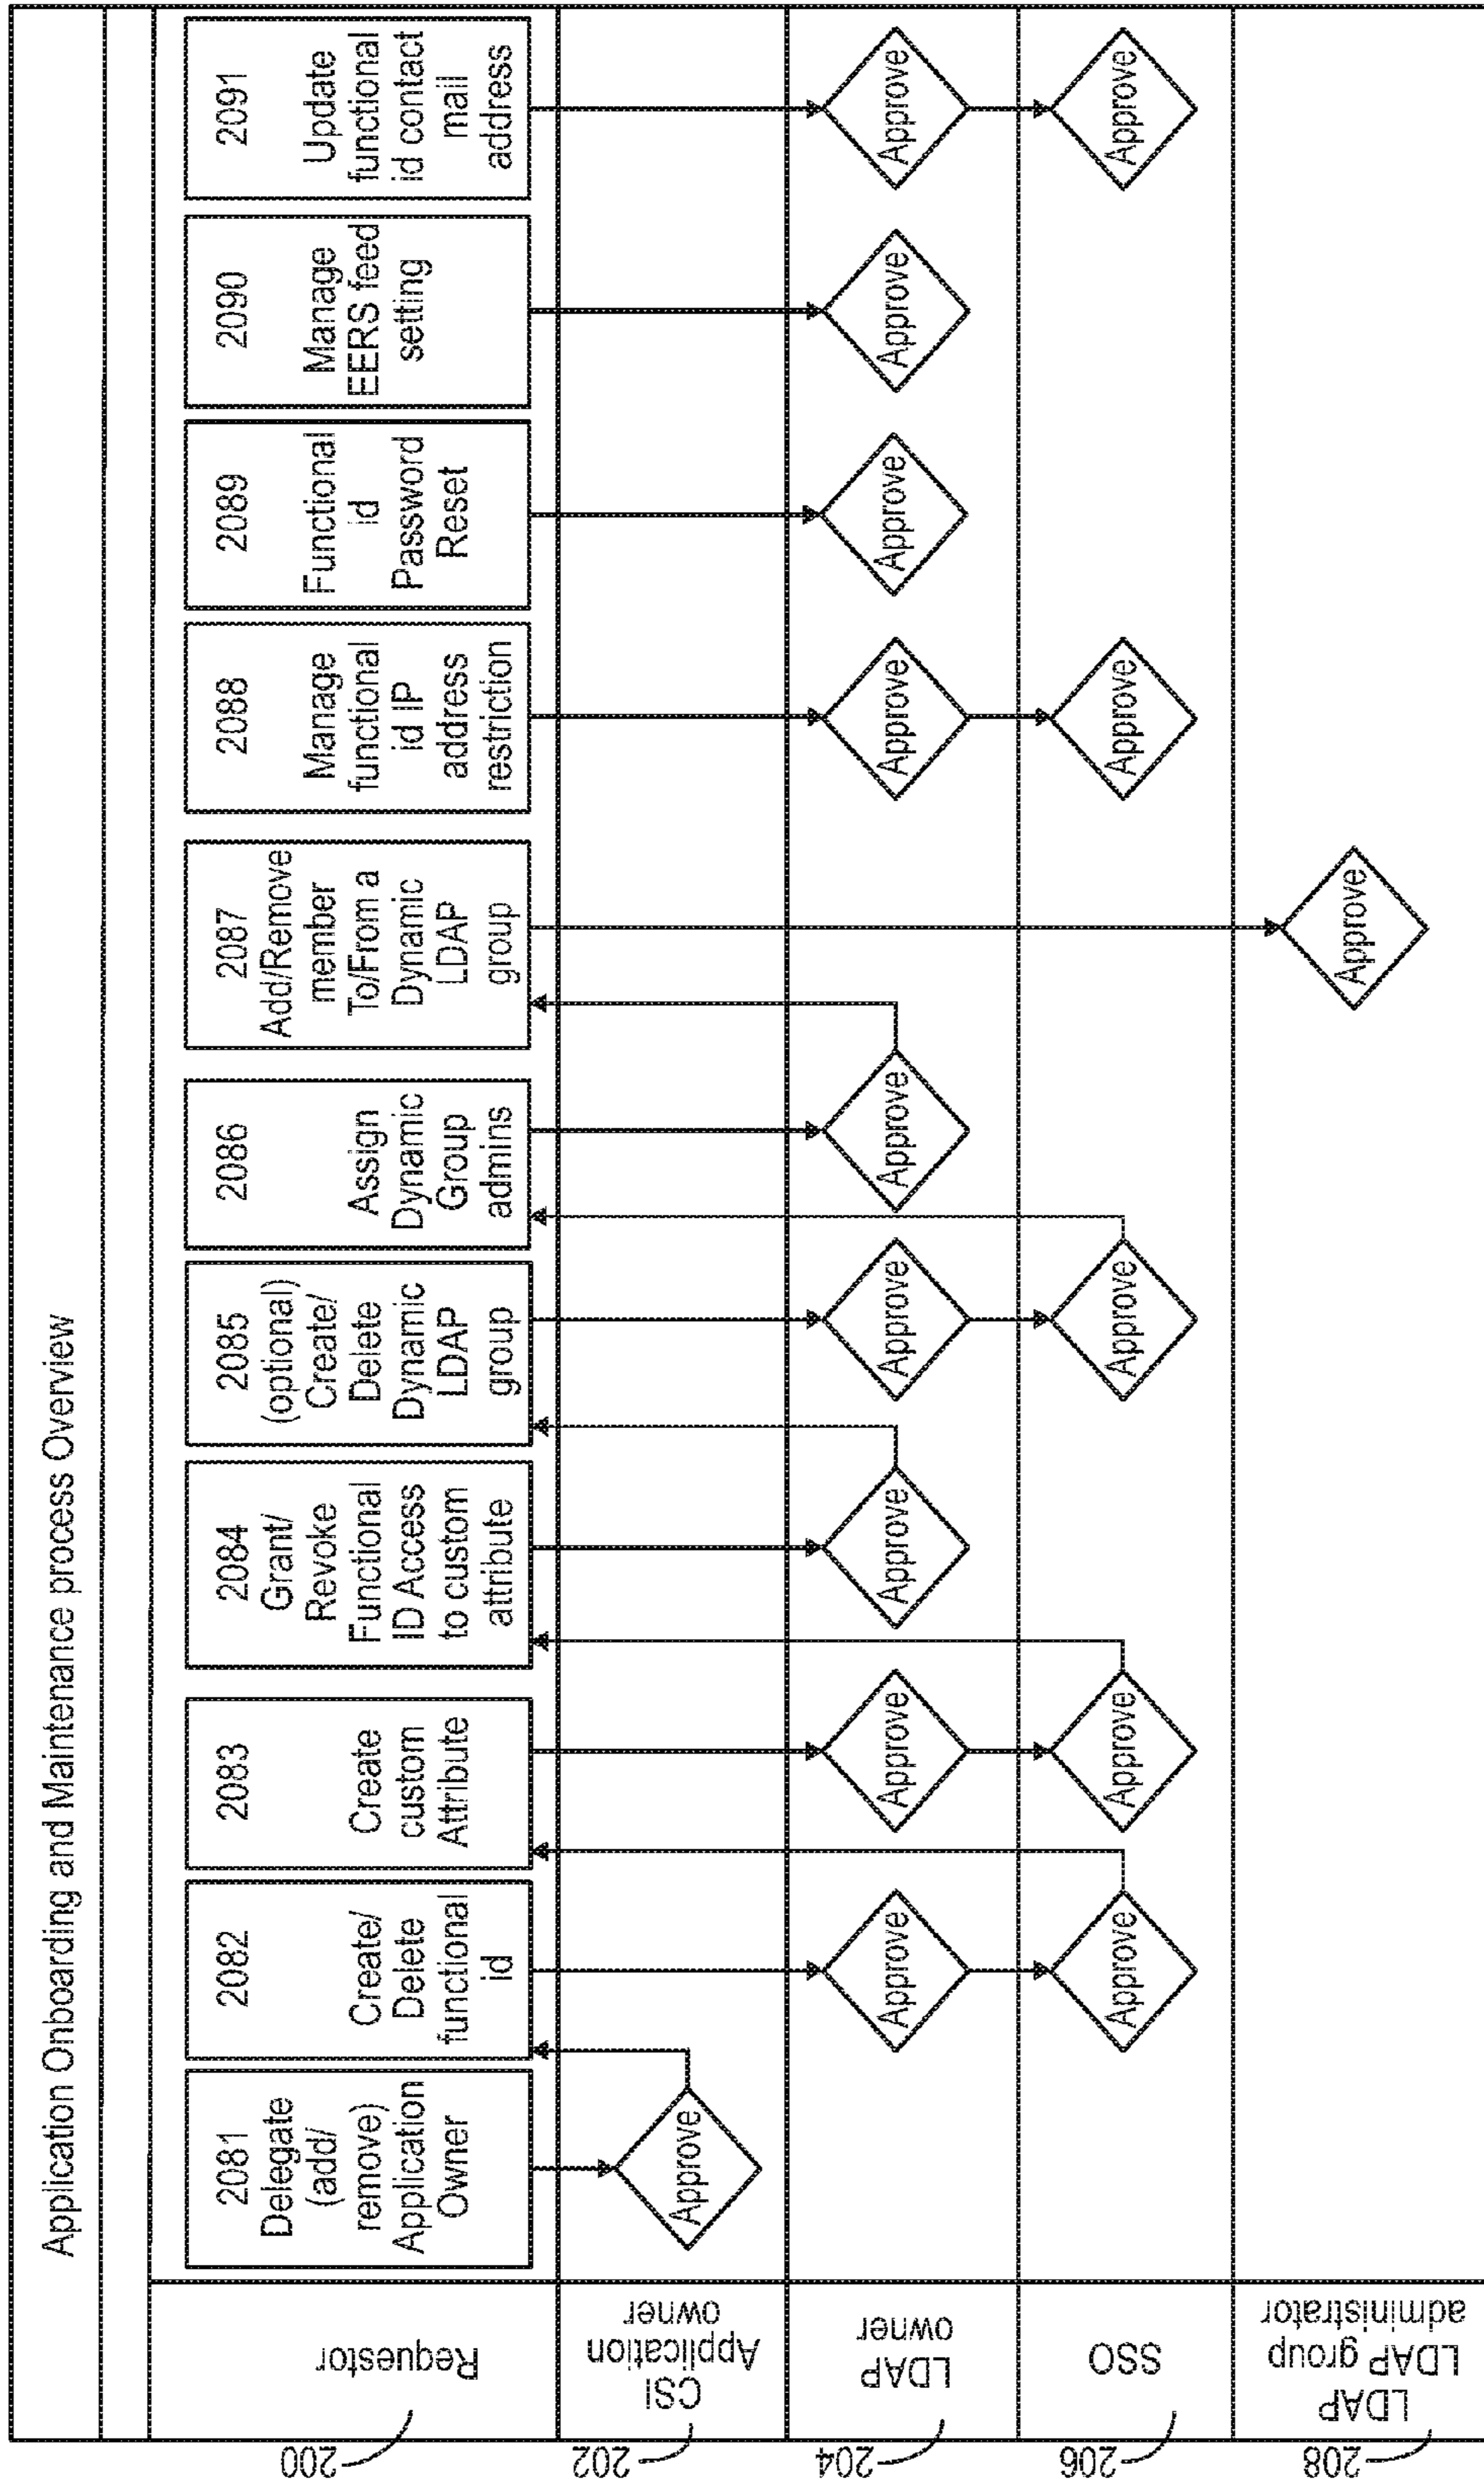 Application Onboarding and Maintenance process Overview
200
Requestor
2081
Delegate
(add/
remove)
Application
Owner
2082
Create/
Delete
functional
id
2083
Create
custom
Attribute
2084
Grant/
Revoke
Functional
ID Access
to custom
attribute
2085
(optional)
Create/
Delete
Dynamic
LDAP
group
2086
Assign
Dynamic
Group
admins
2087
Add/Remove
member
To/From a
Dynamic
LDAP
group
2088
Manage
functional
id IP
address
restriction
2089
Functional
id
Password
Reset
2090
Manage
EERS feed
setting
2091
Update
functional
id contact
mail
address
202
CSI
Application
owner
Approve
204
LDAP
owner
Approve
Approve
Approve
Approve
Approve
Approve
Approve
Approve
Approve
206
SSO
Approve
Approve
Approve
Approve
Approve
208
LDAP
LDAP group
administrator
Approve